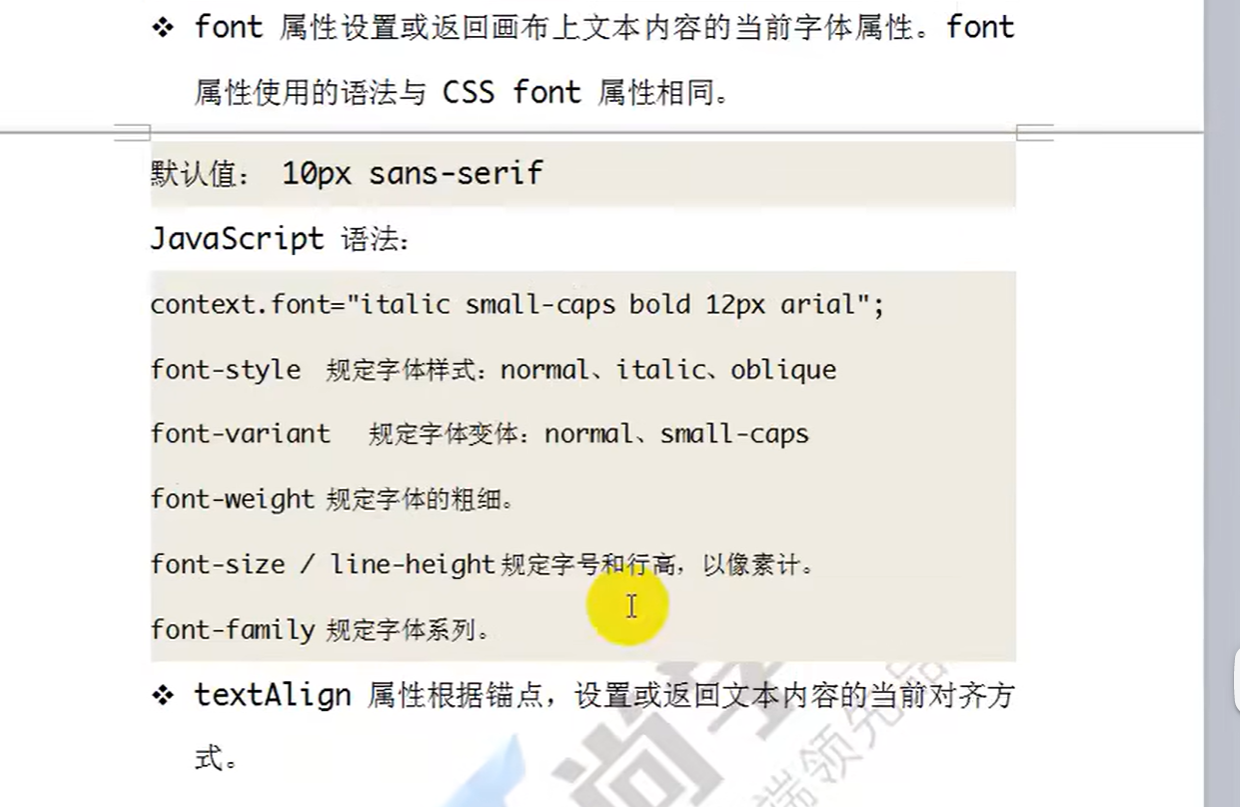 ❖ font 属性设置或返回画布上文本内容的当前字体属性。font
属性使用的语法与 CSS font 属性相同。
默认值： 10px sans-serif
JavaScript 语法：
context.font="italic small-caps bold 12px arial";
font-style 规定字体样式：normal、italic、oblique
font-variant 规定字体变体：normal、small-caps
font-weight 规定字体的粗细。
font-size / line-height 规定字号和行高，以像素计。
font-family 规定字体系列。
❖ textAlign 属性根据锚点，设置或返回文本内容的当前对齐方
式。
尚学
端领先品